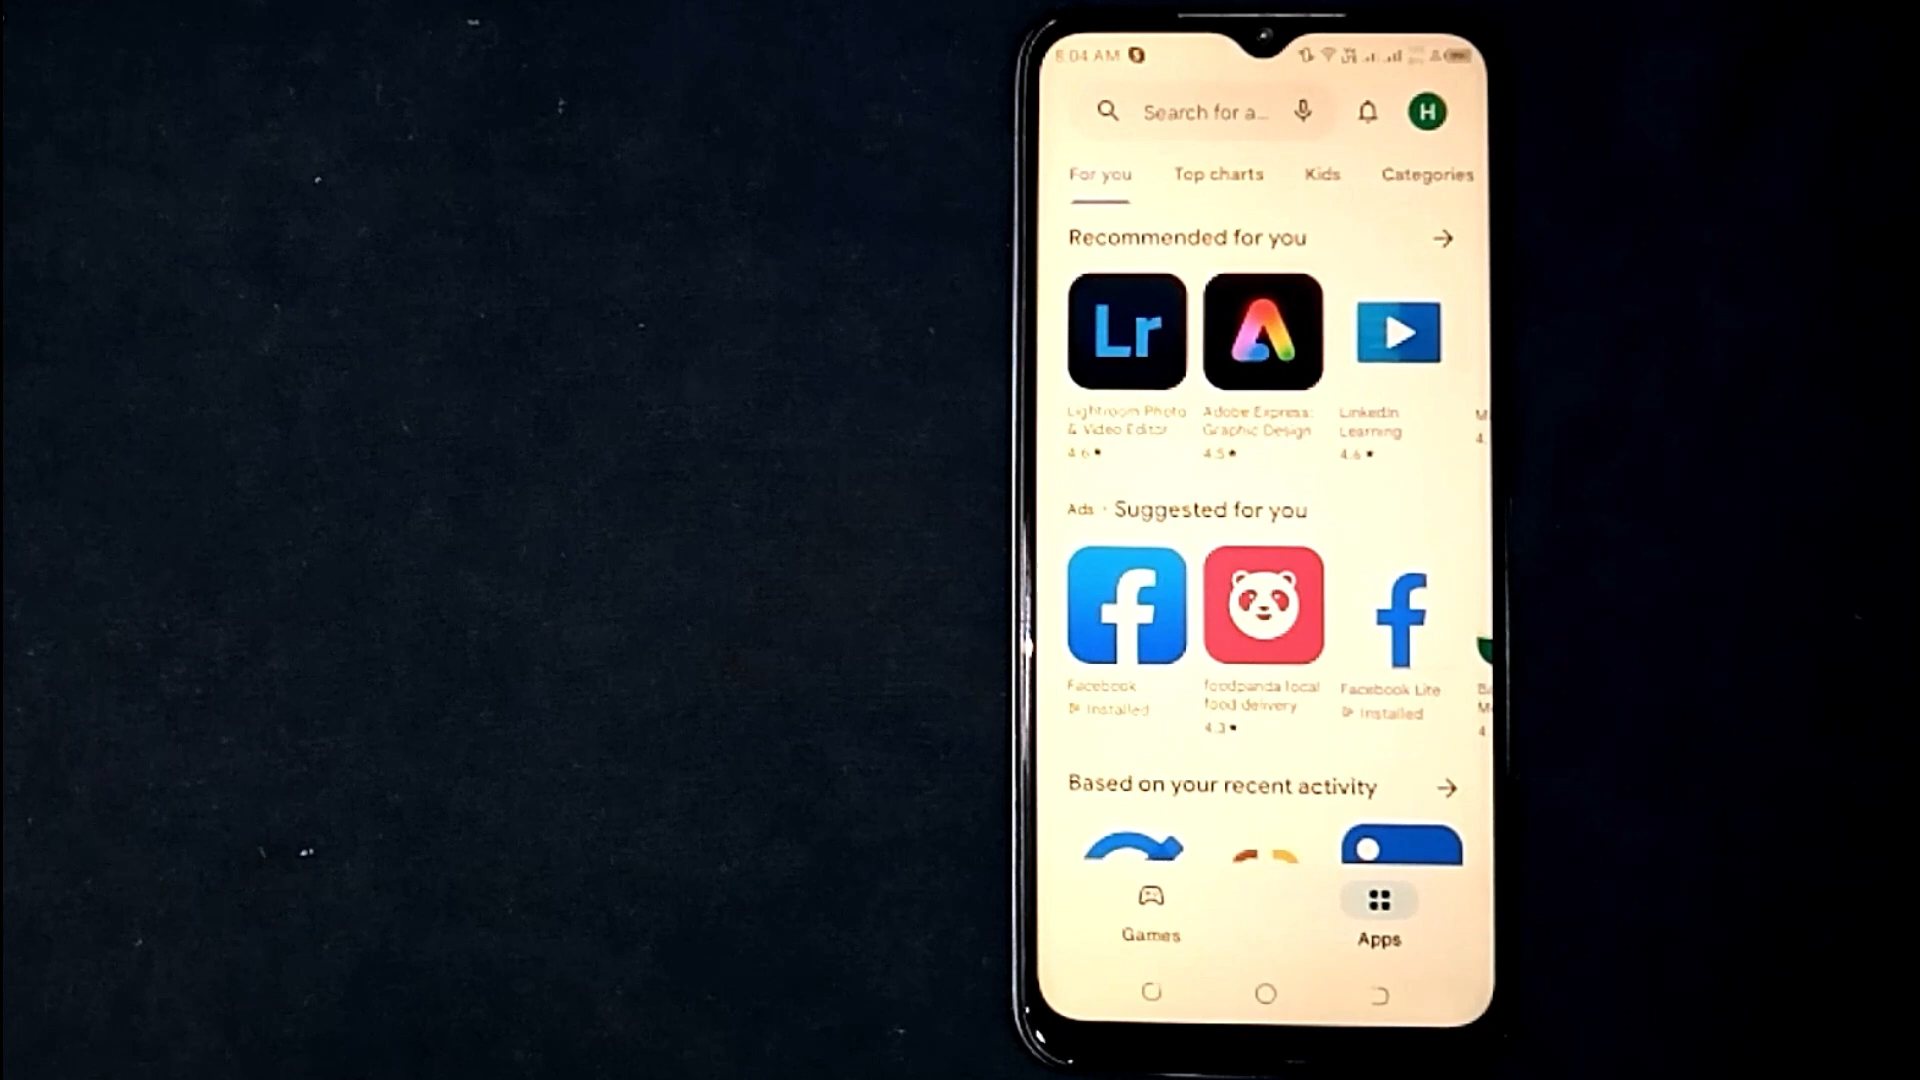 8:04 AM
Search for a...
H
For you
Top charts
Kids
Categories
Recommended for you
Lr
Lightroom Photo
& Video Editor
4.6★
Adobe Express:
Graphic Design
4.5★
LinkedIn
Learning
4.6★
M
4.
Ads · Suggested for you
Facebook
Installed
foodpanda local
food delivery
4.3★
Facebook Lite
Installed
4
Based on your recent activity
Games
Apps